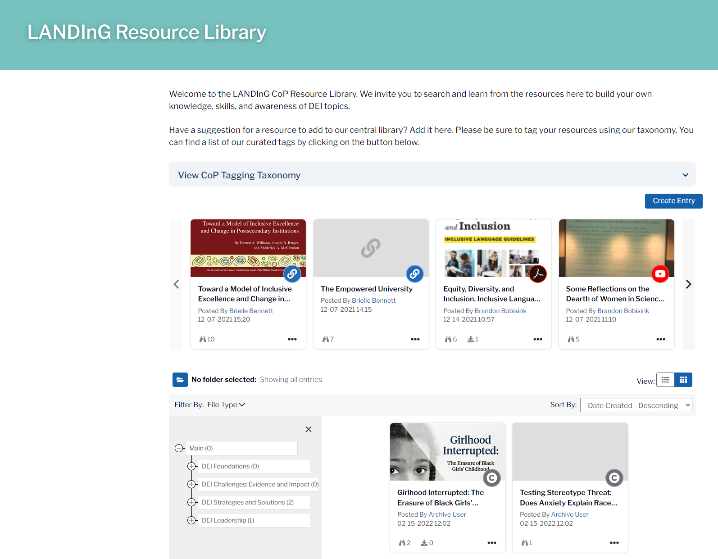 LANDInG Resource Library
Welcome to the LANDInG CoP Resource Library. We invite you to search and learn from the resources here to build your own
knowledge, skills, and awareness of DEI topics.
Have a suggestion for a resource to add to our central library? Add it here. Please be sure to tag your resources using our taxonomy. You
can find a list of our curated tags by clicking on the button below.
View CoP Tagging Taxonomy
Create Entry
Toward a Model of Inclusive Excellence
and Change in Postsecondary Institutions
Toward a Model of Inclusive
Excellence and Change in...
Posted By Brielle Bennett
12-07-2021 15:20
10
The Empowered University
Posted By Brielle Bennett
12-07-2021 14:15
7
and Inclusion
INCLUSIVE LANGUAGE GUIDELINES
Equity, Diversity, and
Inclusion. Inclusive Langua...
Posted By Brandon Bobisink
12-14-2021 10:57
6 1
Some Reflections on the
Dearth of Women in Scienc...
Posted By Brandon Bobisink
12-07-2021 11:10
5
No folder selected: Showing all entries
View:
Filter By: File Type
Sort By: Date Created - Descending
Main (0)
DEI Foundations (0)
DEI Challenges: Evidence and Impact (0)
DEI Strategies and Solutions (2)
DEI Leadership (1)
Girlhood
Interrupted:
The Erasure of Black
Girls' Childhood
Girlhood Interrupted: The
Erasure of Black Girls'...
Posted By Archive User
02-15-2022 12:02
2 0
Testing Stereotype Threat:
Does Anxiety Explain Race...
Posted By Archive User
02-15-2022 12:02
1